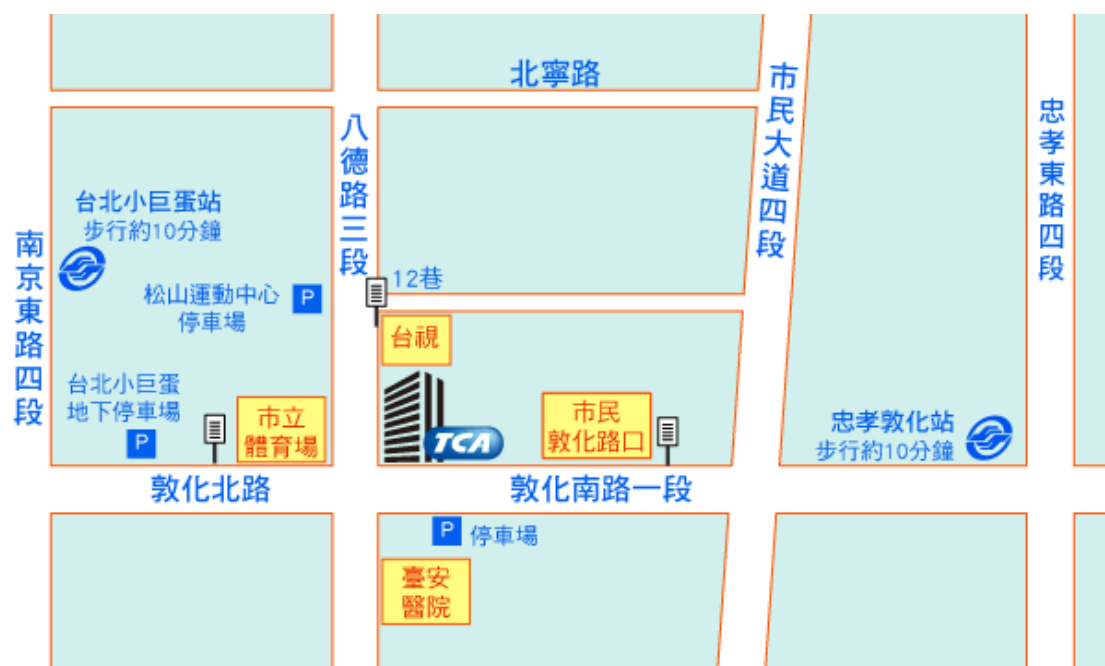 北寧路
市民大道四段
忠孝東路四段
八德路三段
台北小巨蛋站
步行約10分鐘
南京東路四段
12巷
松山運動中心
停車場
P
台視
台北小巨蛋
地下停車場
P
市立
體育場
TCA
市民
敦化路口
忠孝敦化站
步行約10分鐘
敦化北路
敦化南路一段
P 停車場
臺安
醫院